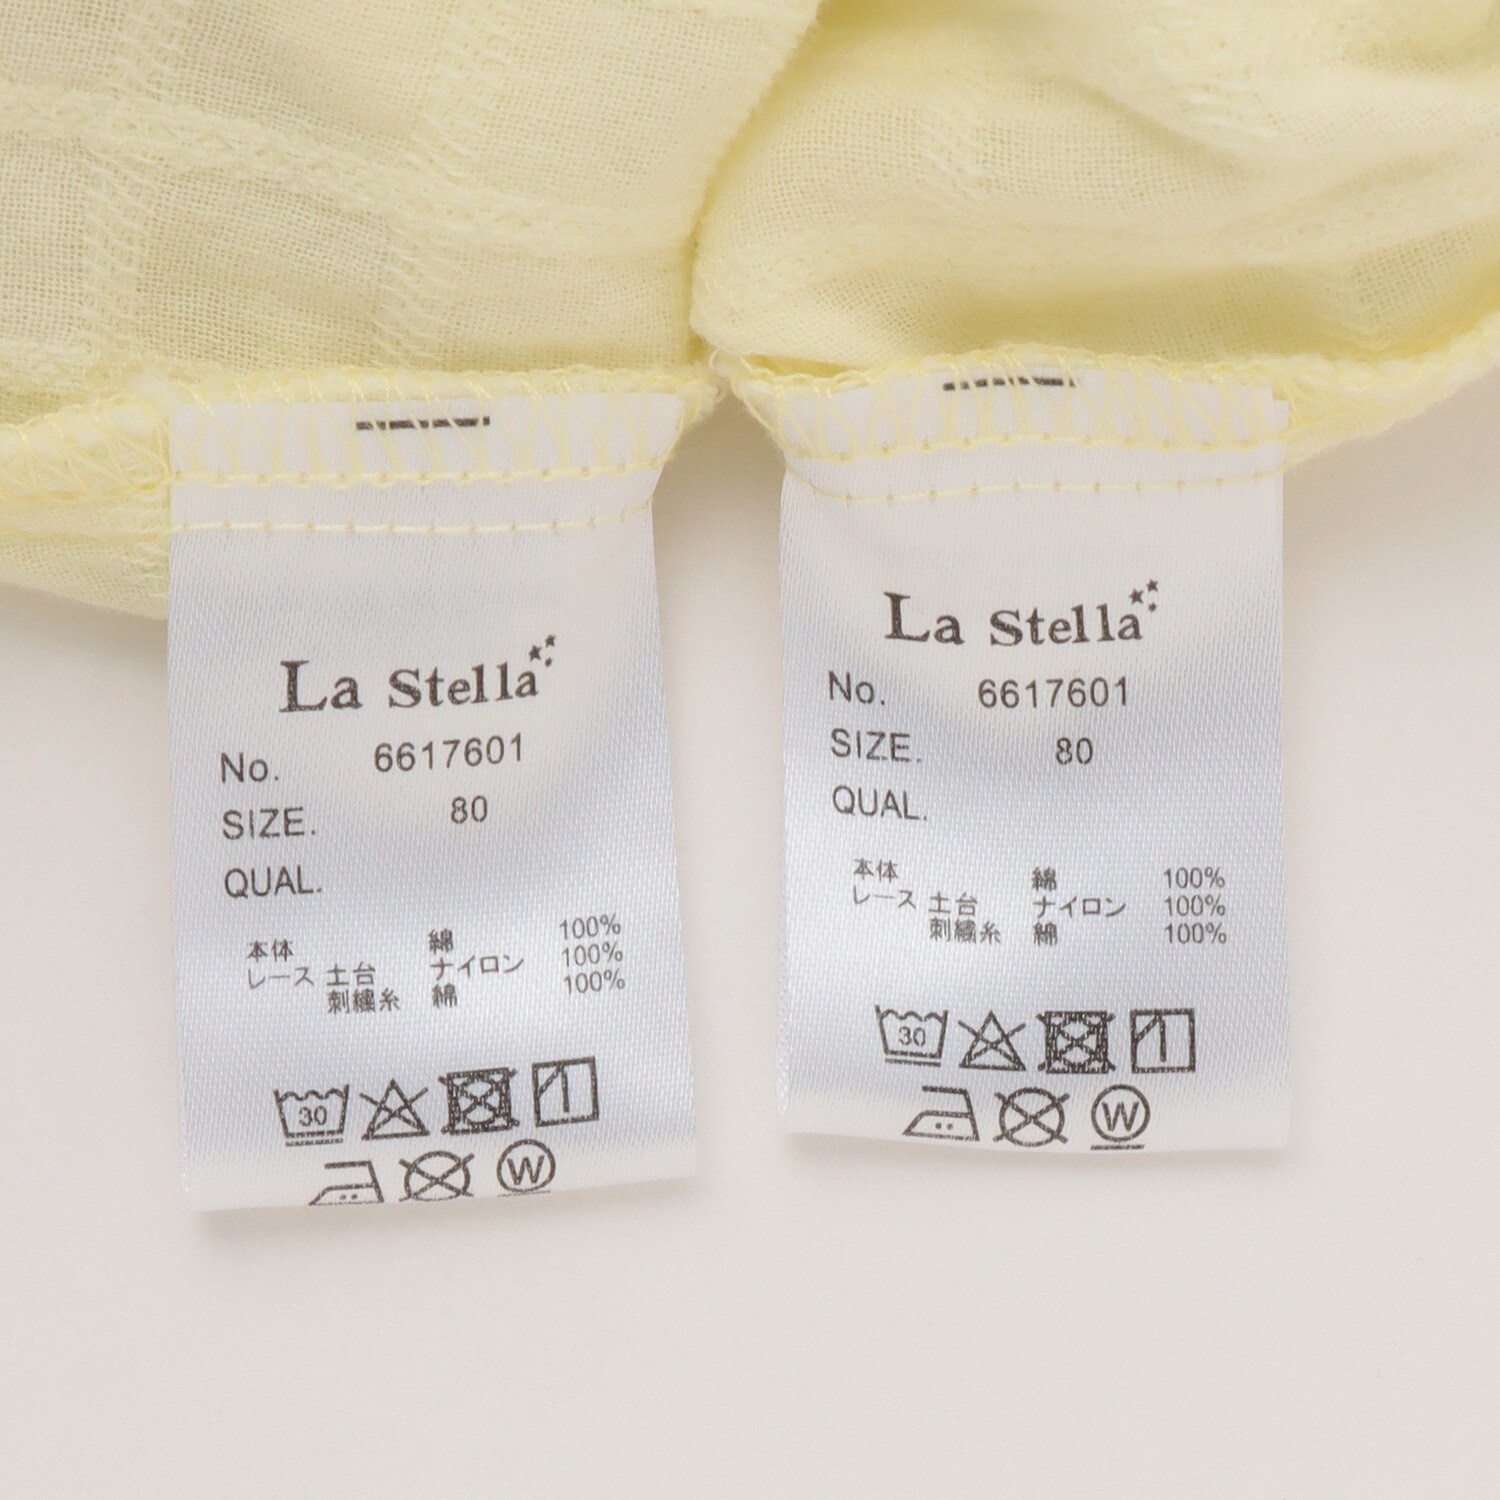 La Stella
No. 6617601
SIZE. 80
QUAL.
本体 綿 100%
レース 土台 ナイロン 100%
刺繍糸 綿 100%
30
W
La Stella
No. 6617601
SIZE. 80
QUAL.
本体 綿 100%
レース 土台 ナイロン 100%
刺繍糸 綿 100%
30
W